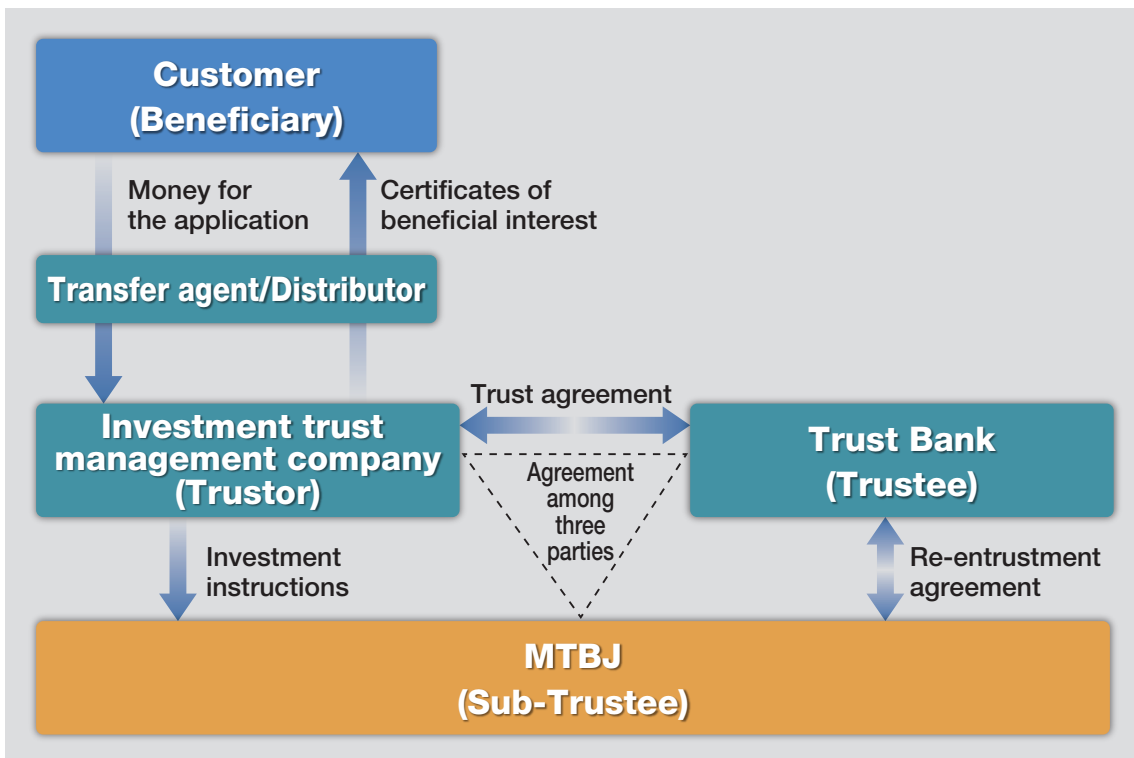 Customer
(Beneficiary)
Money for
the application
Certificates of
beneficial interest
Transfer agent/Distributor
Trust agreement
Investment trust
management company
(Trustor)
Agreement
among
three
parties
Trust Bank
(Trustee)
Investment
instructions
Re-entrustment
agreement
MTBJ
(Sub-Trustee)